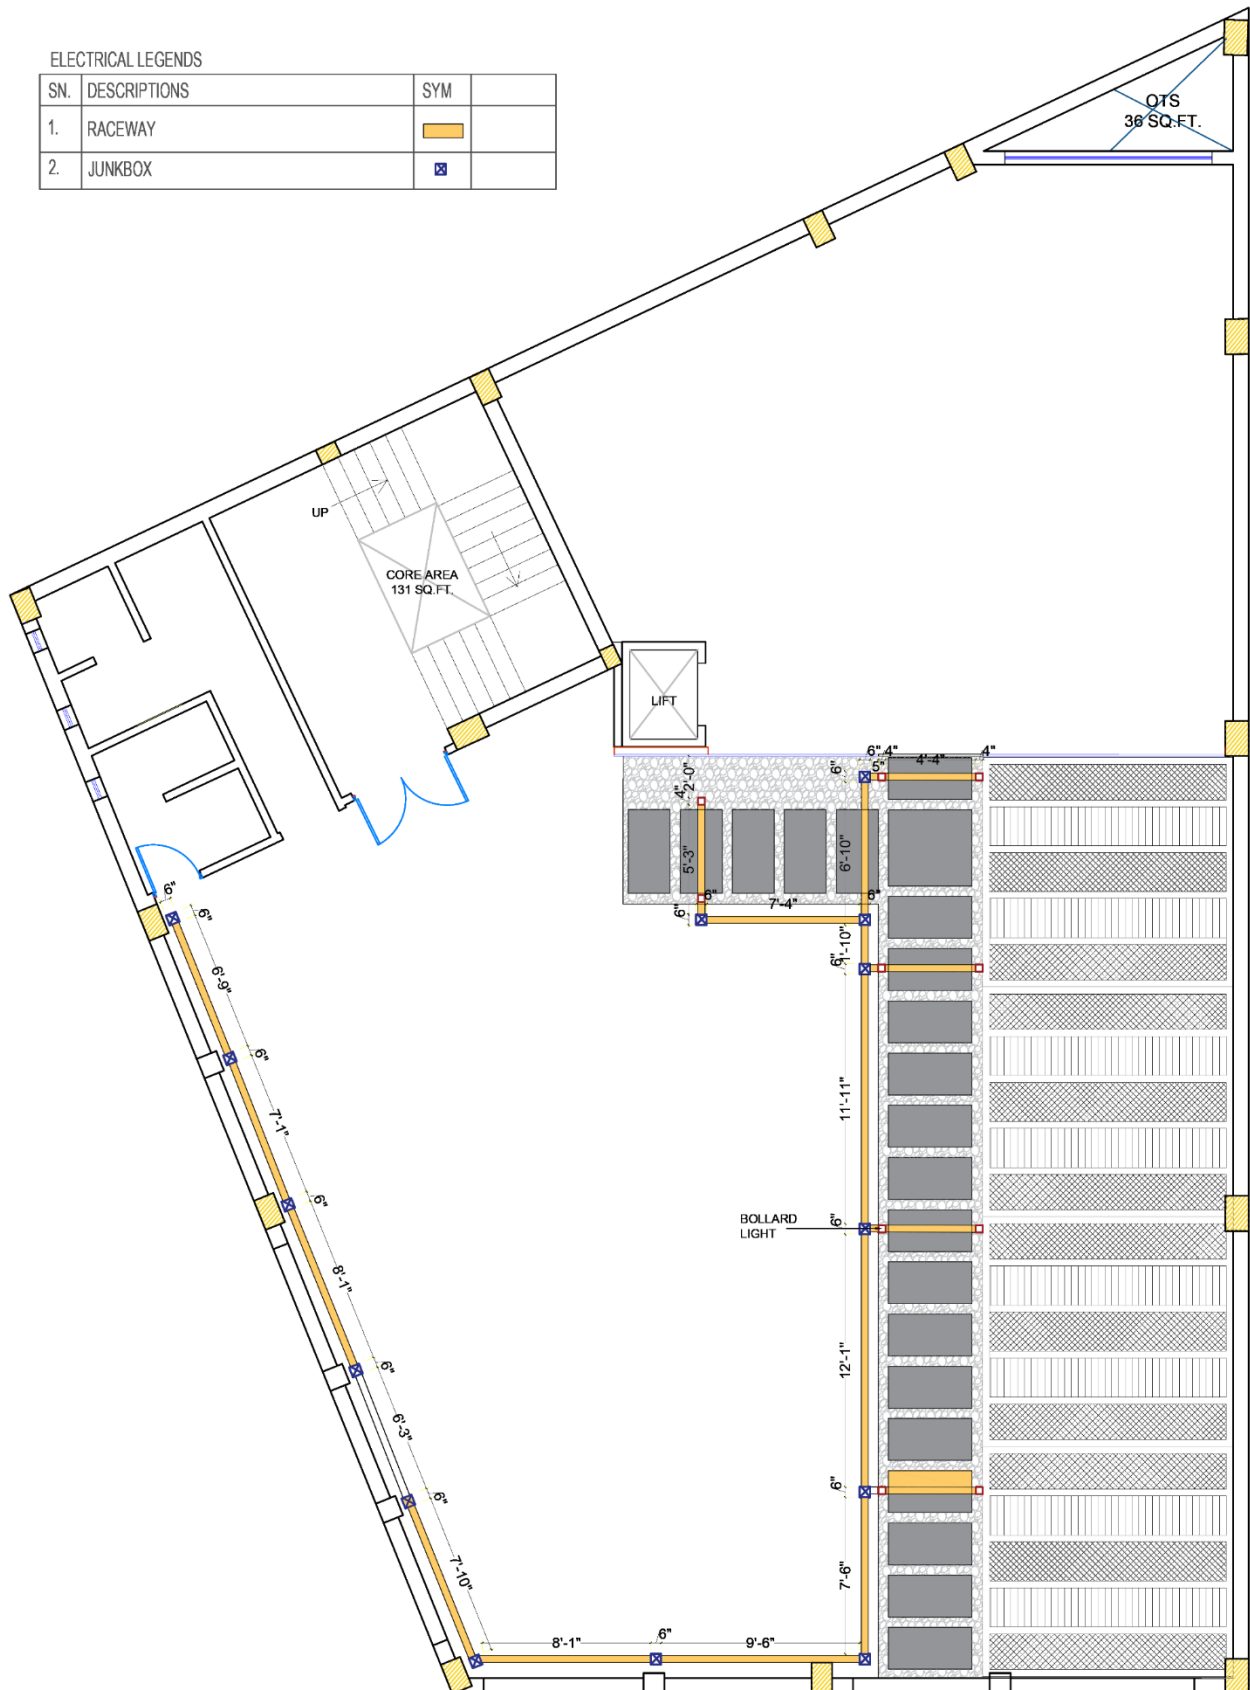 ELECTRICAL LEGENDS
SN. DESCRIPTIONS SYM
1. RACEWAY
2. JUNKBOX
OTS
36 SQ.FT.
UP
CORE AREA
131 SQ.FT.
LIFT
6" 4" 4'-4" 4"
5"
6"
2'-0"
4"
5'-3"
6'-10"
6" 7'-4" 6"
6"
1'-10"
6"
6"
6"
6'-9"
6"
7'-1"
11'-11"
6"
BOLLARD
LIGHT
6"
8'-1"
6"
12'-1"
6'-3"
6"
6"
7'-10"
7'-6"
8'-1" 6" 9'-6"